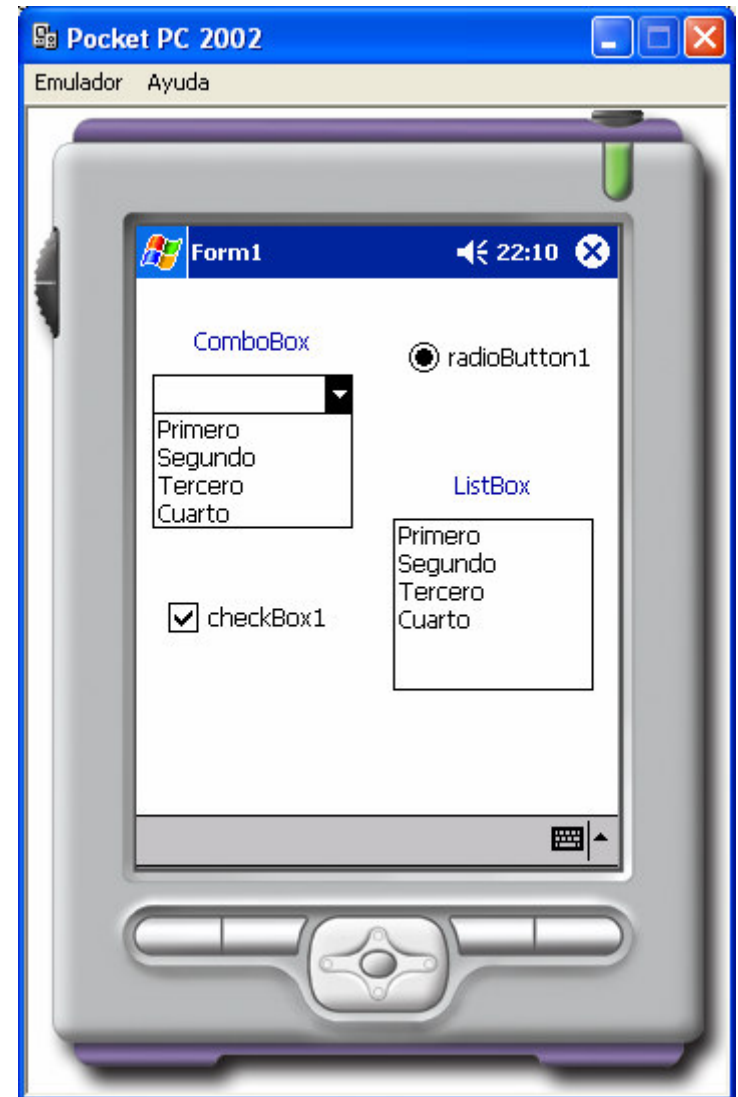 Pocket PC 2002
Emulador Ayuda
Form1 22:10
ComboBox
radioButton1
Primero
Segundo
Tercero
Cuarto
ListBox
Primero
Segundo
Tercero
Cuarto
checkBox1